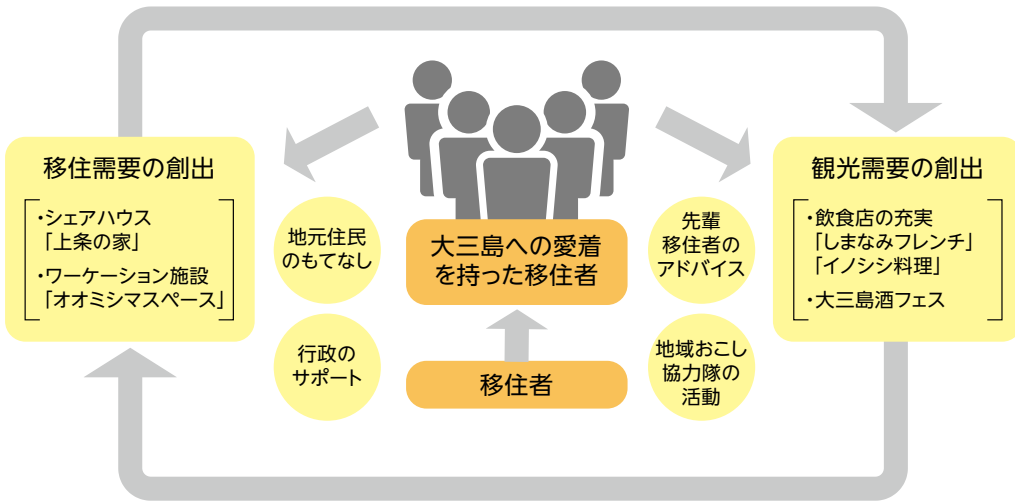 移住需要の創出
・シェアハウス
「上条の家」
・ワーケーション施設
「オオミシマスペース」
地元住民
のもてなし
行政の
サポート
大三島への愛着
を持った移住者
移住者
先輩
移住者の
アドバイス
地域おこし
協力隊の
活動
観光需要の創出
・飲食店の充実
「しまなみフレンチ」
「イノシシ料理」
・大三島酒フェス